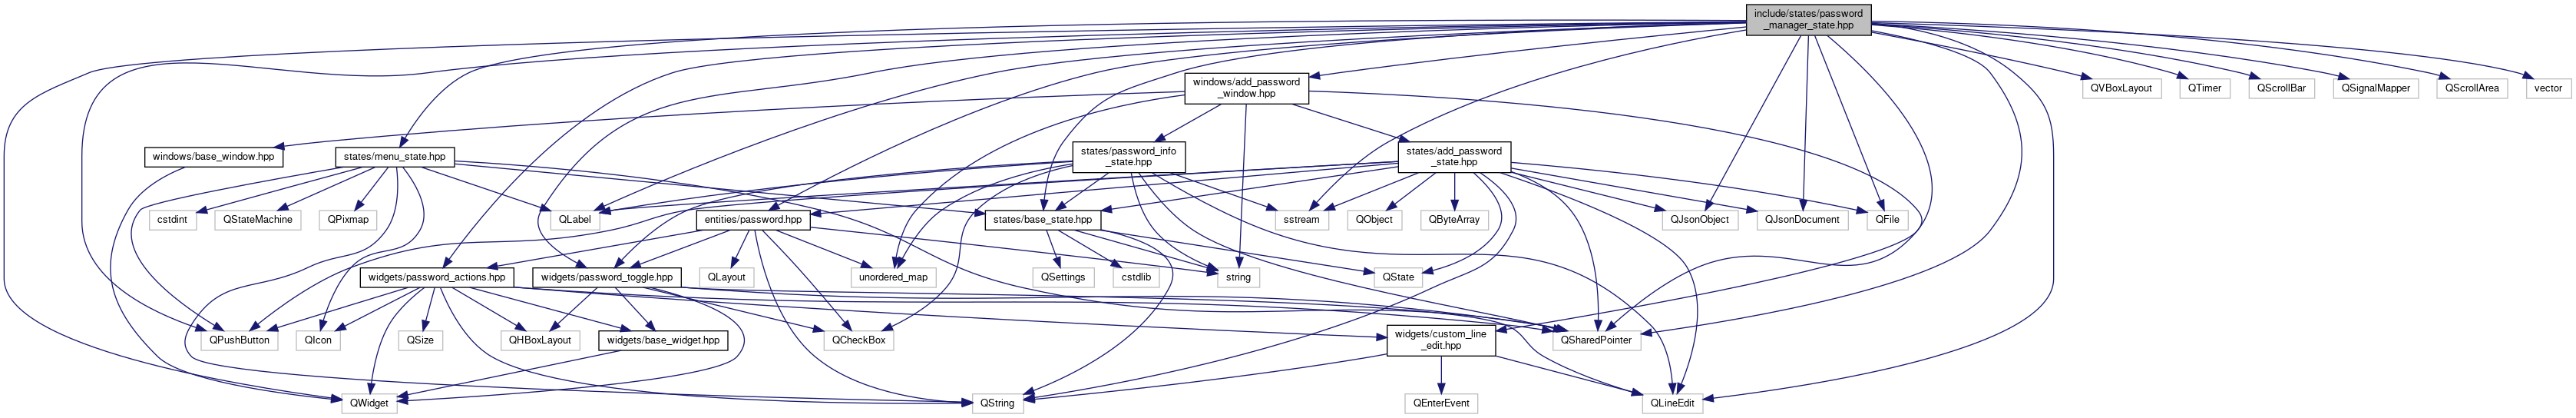 include/states/password
_manager_state.hpp
windows/add_password
_window.hpp
QVBoxLayout
QTimer
QScrollBar
QSignalMapper
QScrollArea
vector
windows/base_window.hpp
states/menu_state.hpp
states/password_info
_state.hpp
states/add_password
_state.hpp
cstdint
QStateMachine
QPixmap
QLabel
entities/password.hpp
states/base_state.hpp
sstream
QObject
QByteArray
QJsonObject
QJsonDocument
QFile
widgets/password_actions.hpp
widgets/password_toggle.hpp
QLayout
unordered_map
QSettings
cstdlib
string
QState
QPushButton
QIcon
QSize
QHBoxLayout
widgets/base_widget.hpp
QCheckBox
widgets/custom_line
_edit.hpp
QSharedPointer
QWidget
QString
QEnterEvent
QLineEdit